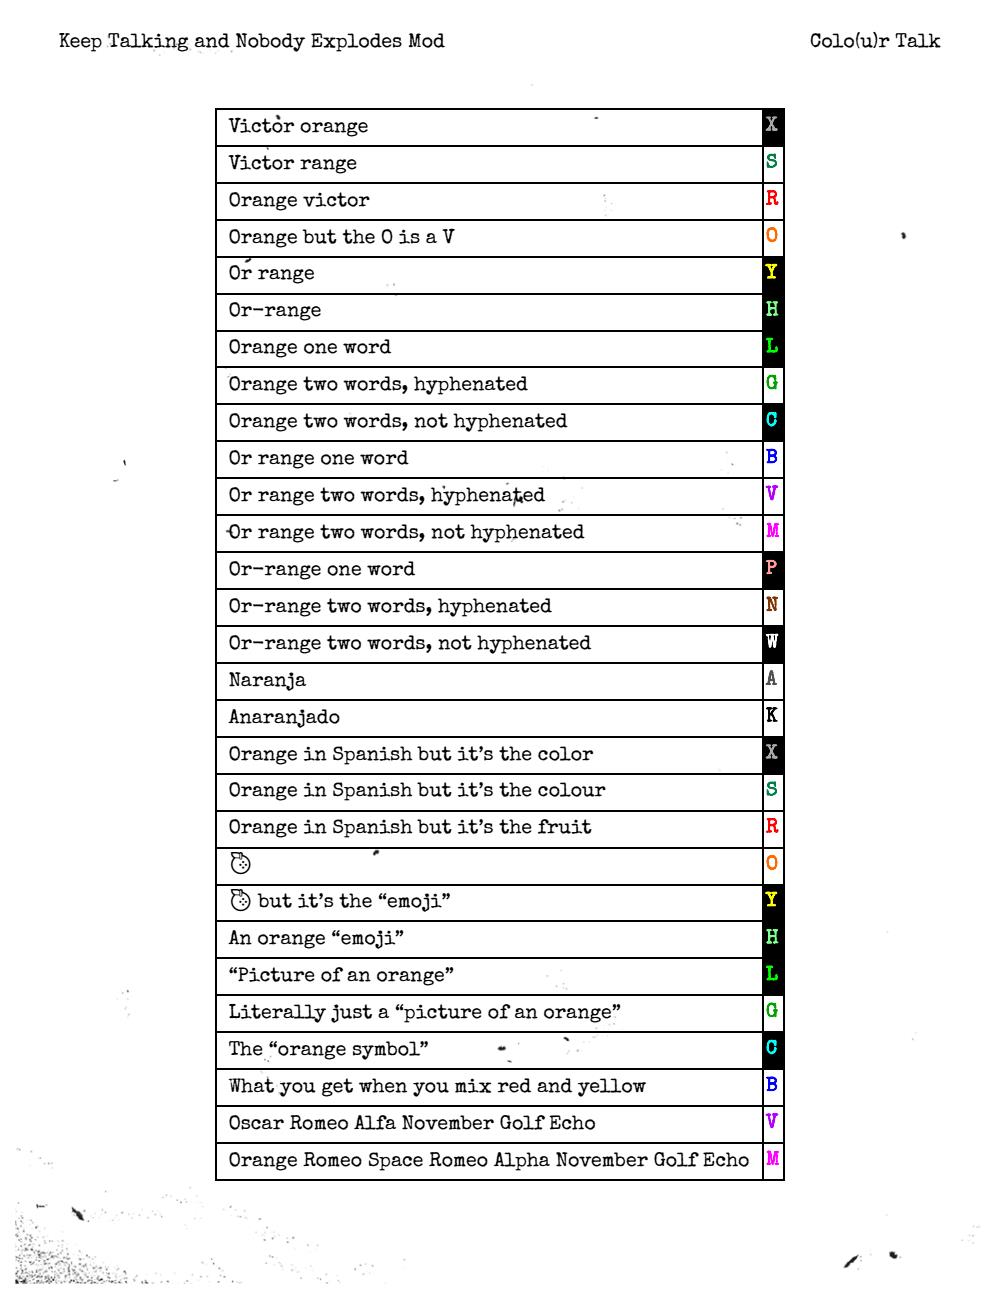 Keep Talking and Nobody Explodes Mod Colo(u)r Talk
Victor orange X
Victor range S
Orange victor R
Orange but the O is a V O
Or range Y
Or-range H
Orange one word L
Orange two words, hyphenated G
Orange two words, not hyphenated C
Or range one word B
Or range two words, hyphenated V
Or range two words, not hyphenated M
Or-range one word P
Or-range two words, hyphenated N
Or-range two words, not hyphenated W
Naranja A
Anaranjado K
Orange in Spanish but it's the color X
Orange in Spanish but it's the colour S
Orange in Spanish but it's the fruit R
O
but it's the “emoji” Y
An orange “emoji” H
“Picture of an orange” L
Literally just a “picture of an orange” G
The “orange symbol” C
What you get when you mix red and yellow B
Oscar Romeo Alfa November Golf Echo V
Orange Romeo Space Romeo Alpha November Golf Echo M